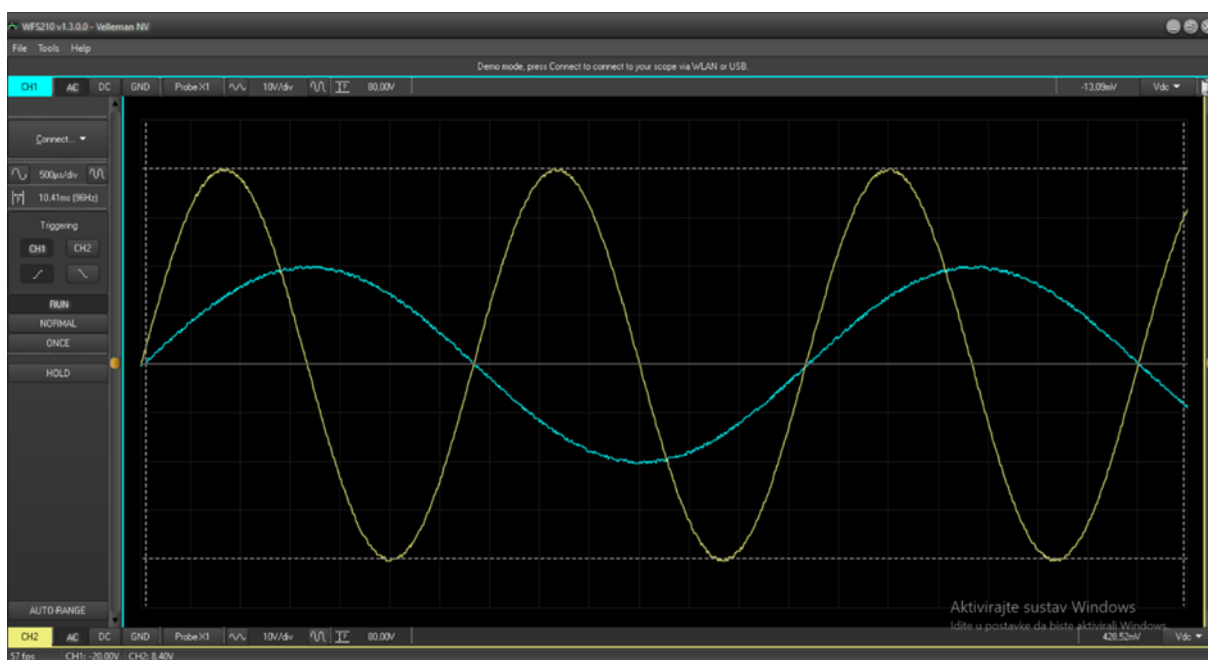 WFS210 v1.3.0.0 - Velleman NV
File Tools Help
Demo mode, press Connect to connect to your scope via WLAN or USB.
CH1 AC DC GND Probe X1 10V/div 80.00V -13,09mV Vdc
Connect...
500µs/div
10.41ms (96Hz)
Triggering
CH1 CH2
RUN
NORMAL
ONCE
HOLD
AUTO-RANGE
Aktivirajte sustav Windows
Idite u postavke da biste aktivirali Windows.
CH2 AC DC GND Probe X1 10V/div 80.00V 428,52mV Vdc
57 fps CH1: -20.00V CH2: 8.40V